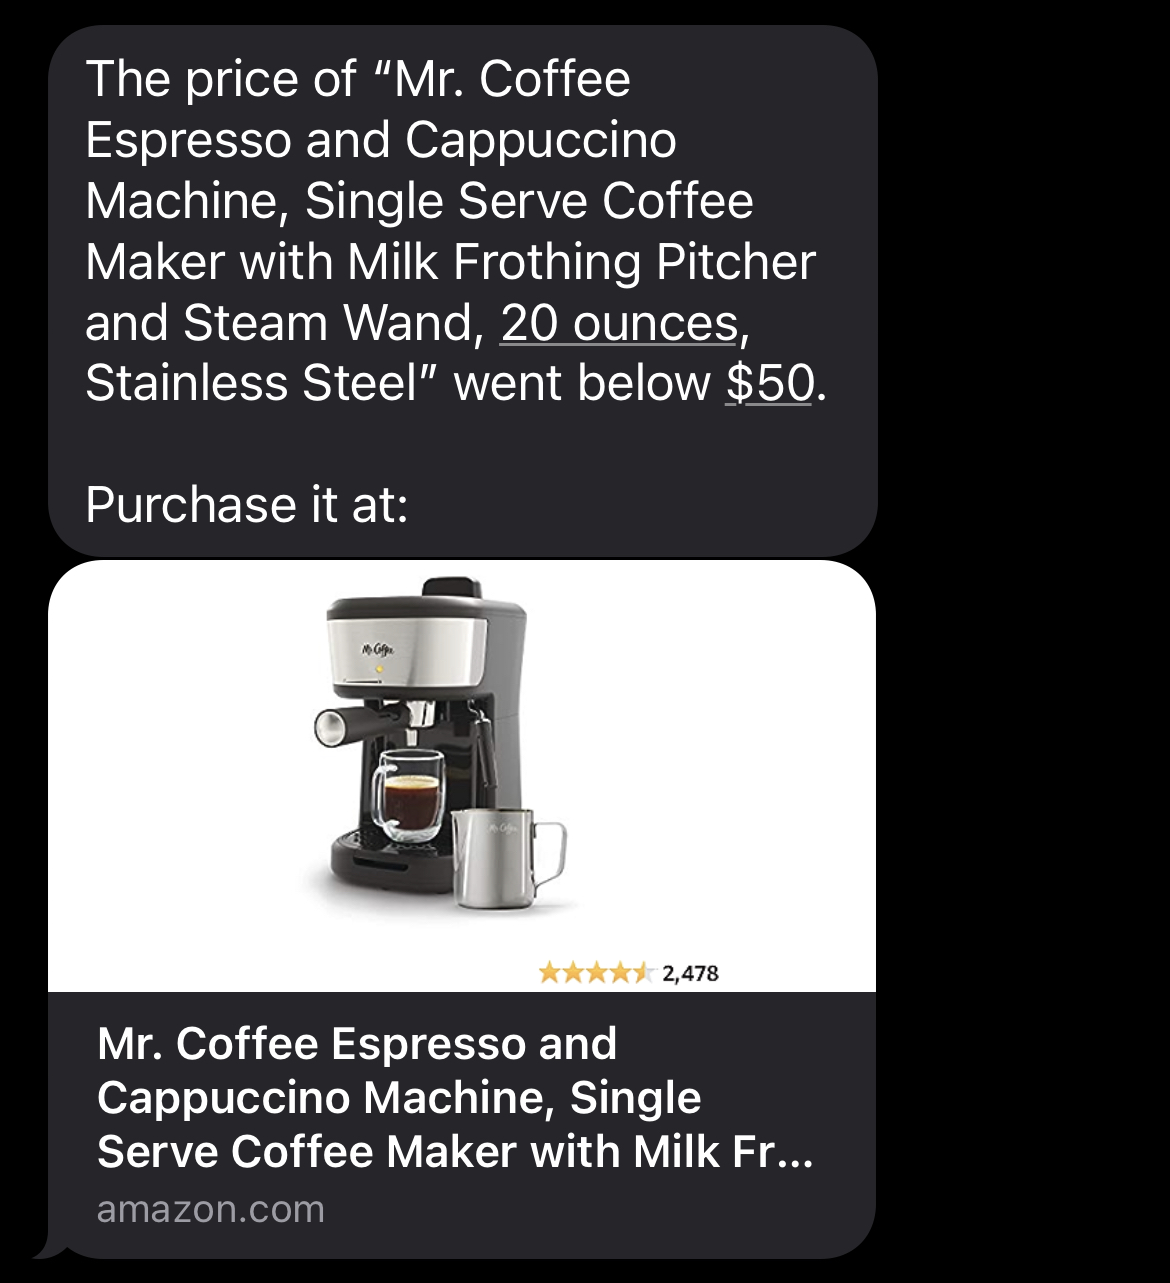 The price of “Mr. Coffee
Espresso and Cappuccino
Machine, Single Serve Coffee
Maker with Milk Frothing Pitcher
and Steam Wand, 20 ounces,
Stainless Steel” went below $50.
Purchase it at:
Mr. Coffee
Mr. Coffee
2,478
Mr. Coffee Espresso and
Cappuccino Machine, Single
Serve Coffee Maker with Milk Fr...
amazon.com